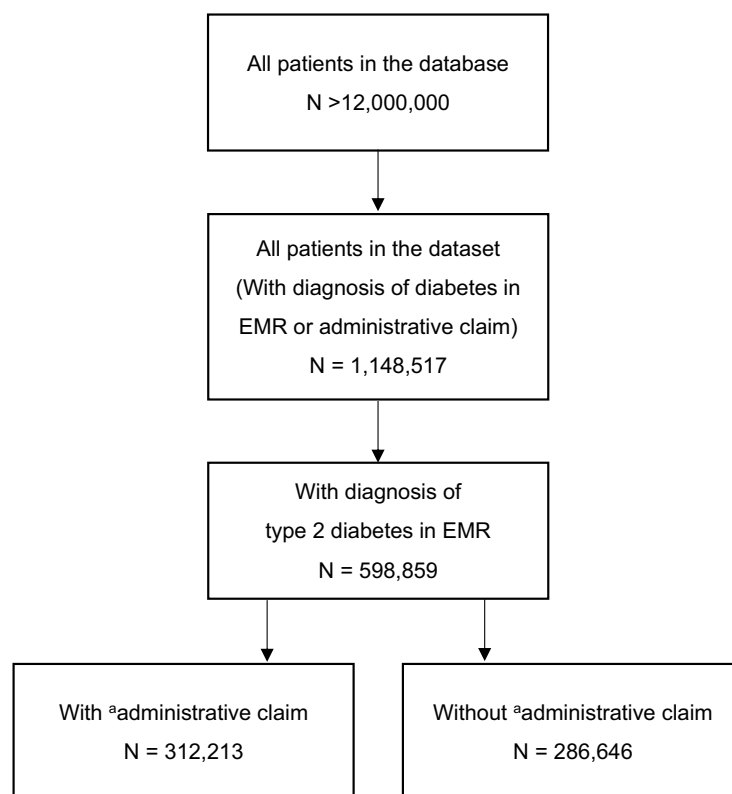 All patients in the database
N >12,000,000
All patients in the dataset
(With diagnosis of diabetes in
EMR or administrative claim)
N = 1,148,517
With diagnosis of
type 2 diabetes in EMR
N = 598,859
With ᵃadministrative claim
N = 312,213
Without ᵃadministrative claim
N = 286,646